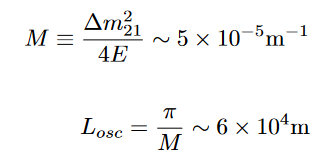 M ≡ Δm²₂₁ / 4E ∼ 5 × 10⁻⁵m⁻¹
L_osc = π / M ∼ 6 × 10⁴m